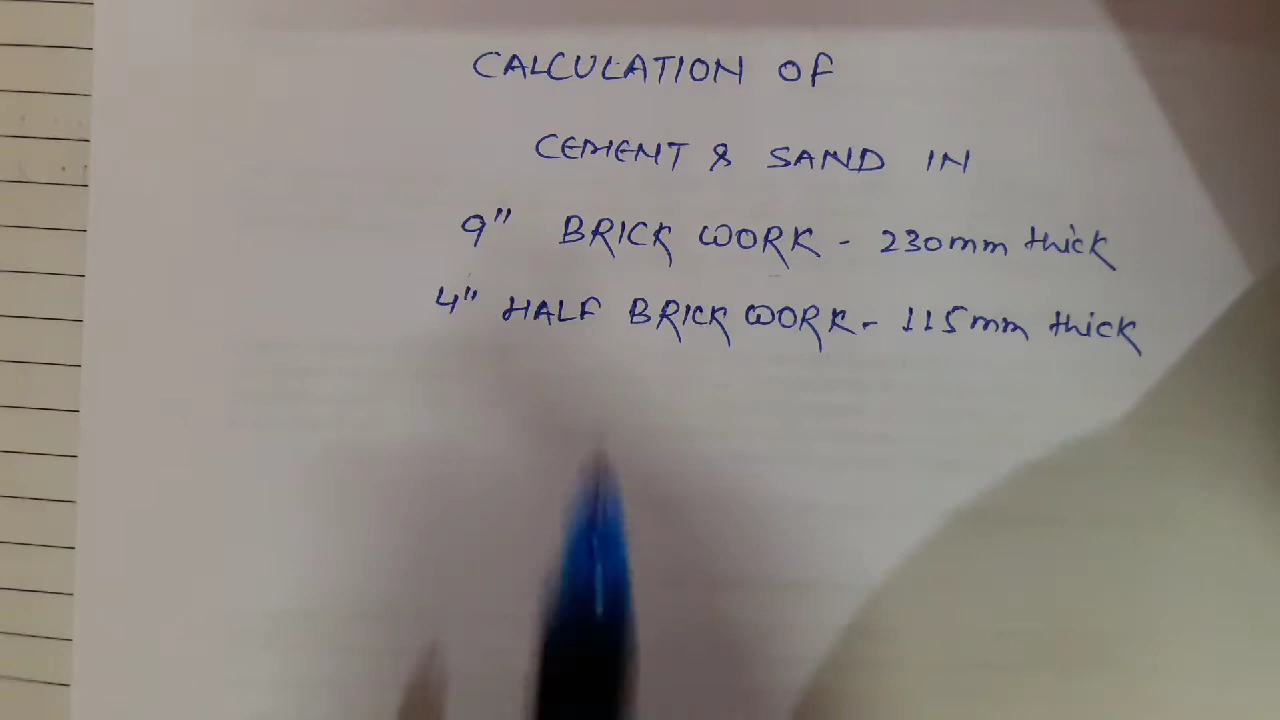 CALCULATION OF
CEMENT & SAND IN
9" BRICK WORK - 230mm thick
4" HALF BRICK WORK - 115mm thick